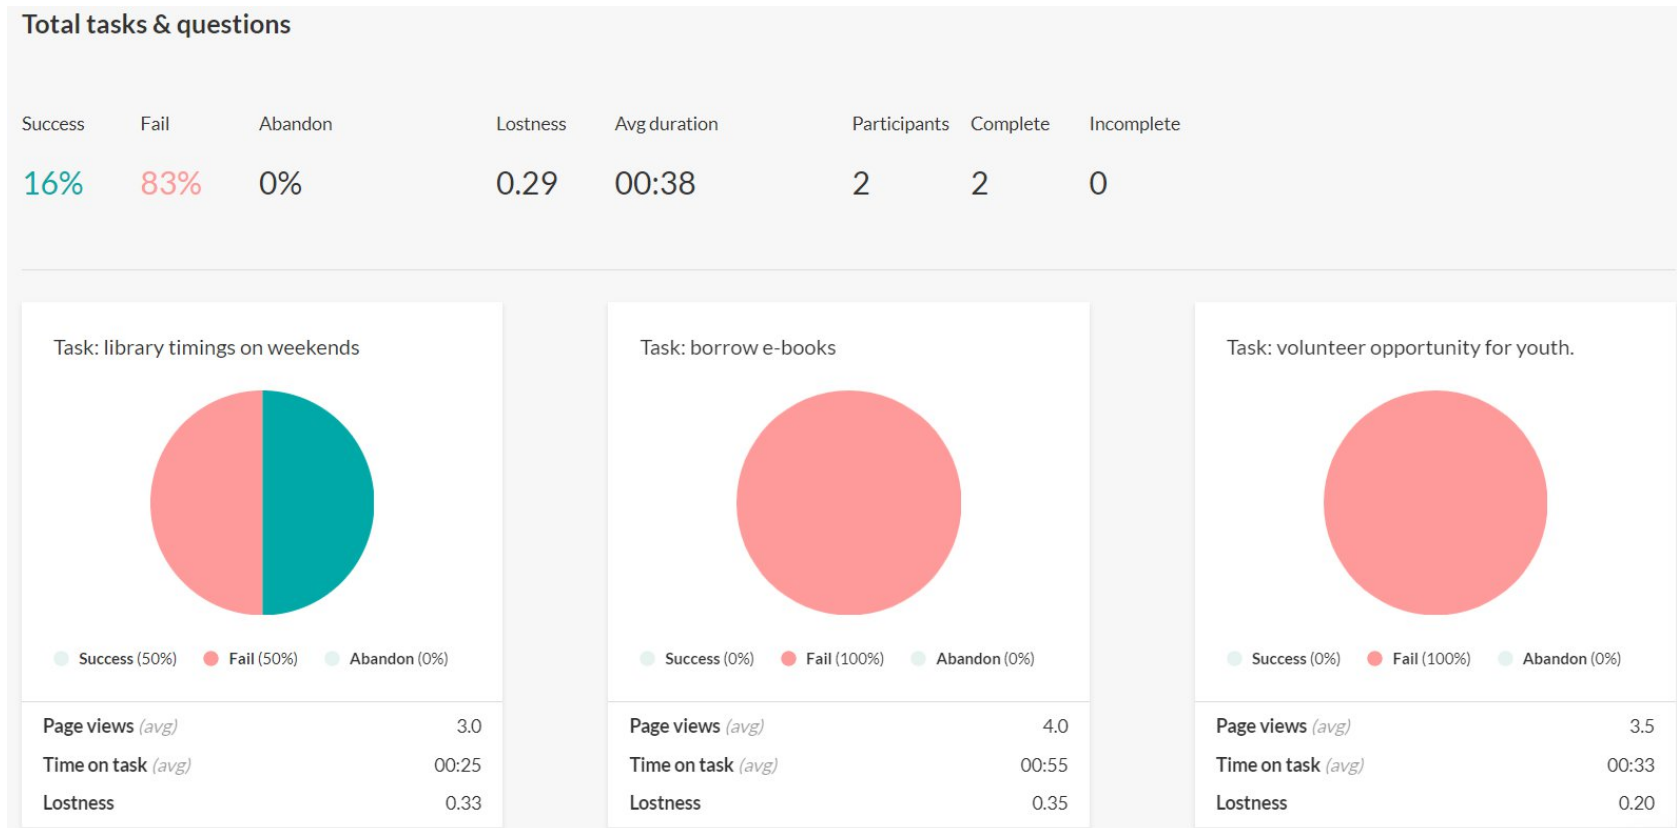 Total tasks & questions
Success Fail Abandon Lostness Avg duration Participants Complete Incomplete
16% 83% 0% 0.29 00:38 2 2 0
Task: library timings on weekends
Success (50%) Fail (50%) Abandon (0%)
Page views (avg) 3.0
Time on task (avg) 00:25
Lostness 0.33
Task: borrow e-books
Success (0%) Fail (100%) Abandon (0%)
Page views (avg) 4.0
Time on task (avg) 00:55
Lostness 0.35
Task: volunteer opportunity for youth.
Success (0%) Fail (100%) Abandon (0%)
Page views (avg) 3.5
Time on task (avg) 00:33
Lostness 0.20